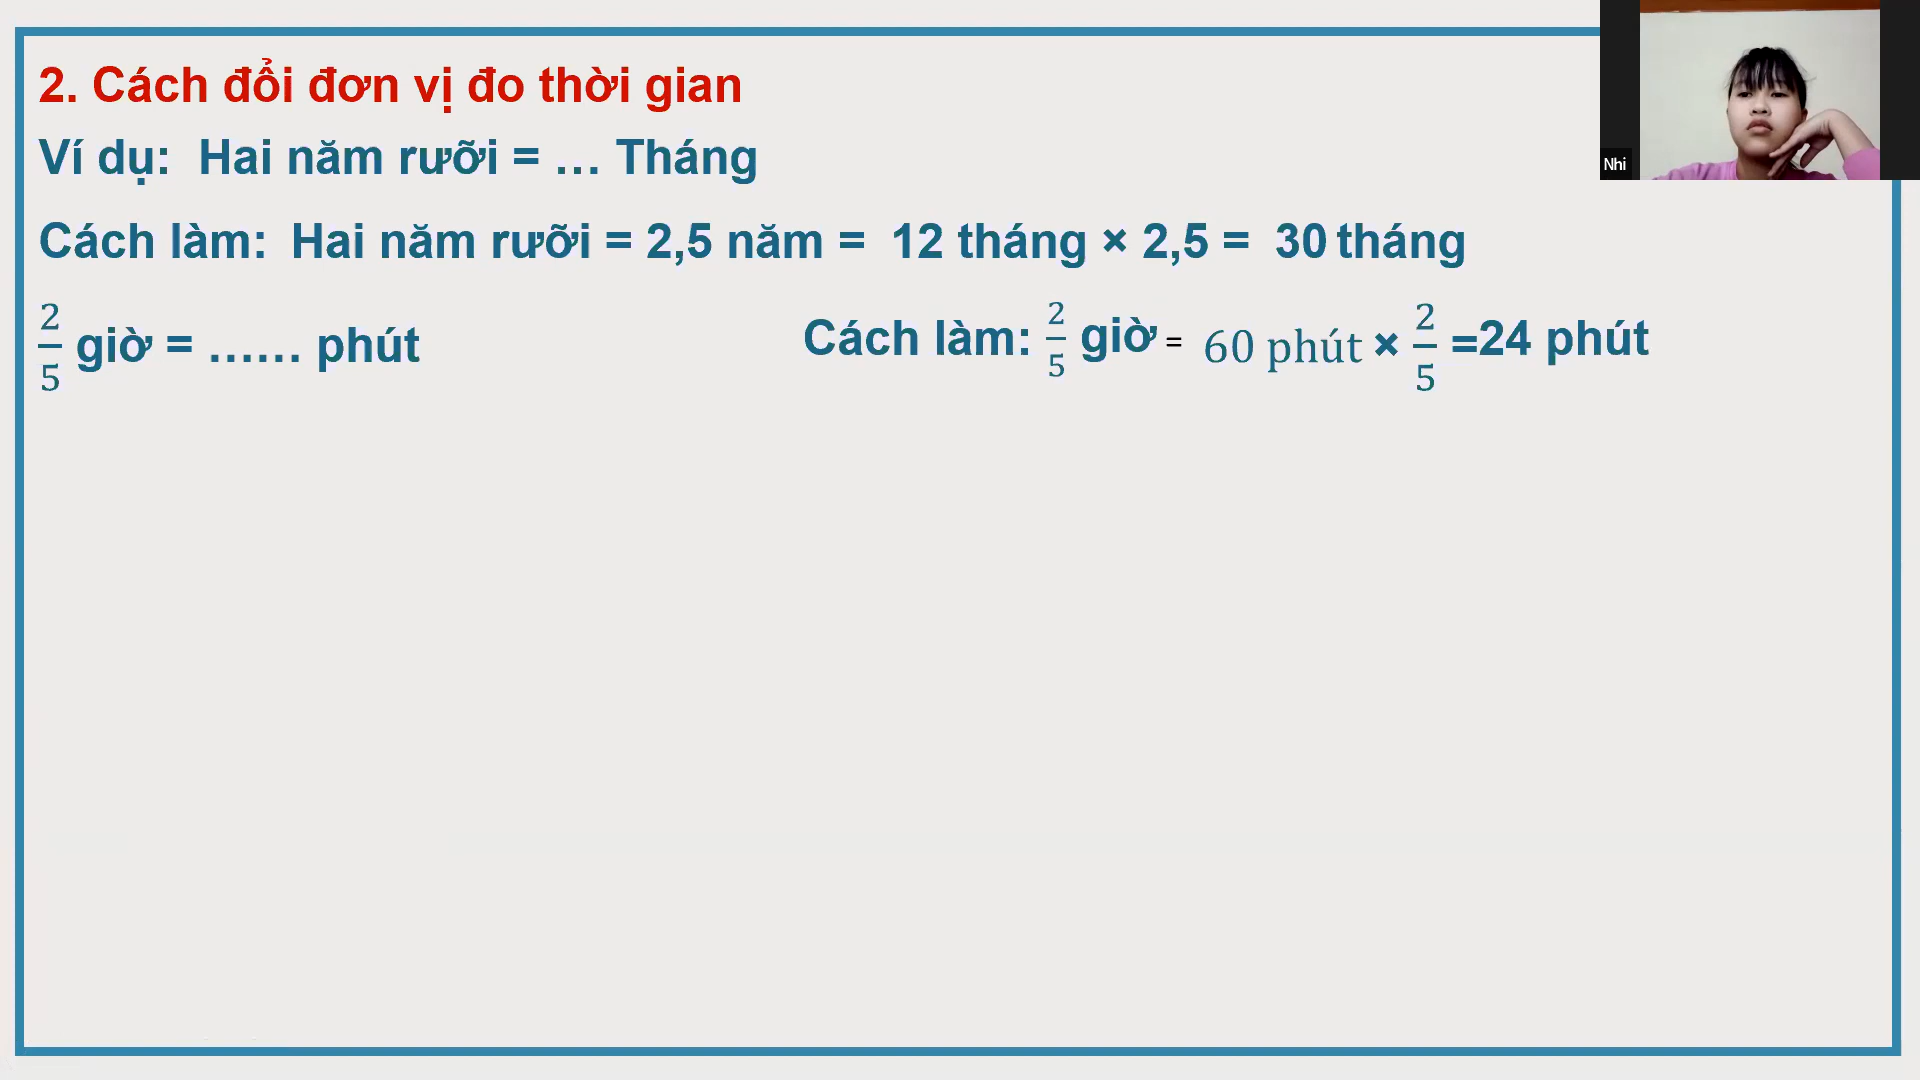 2. Cách đổi đơn vị đo thời gian
Nhi
Ví dụ: Hai năm rưỡi = … Tháng
Cách làm: Hai năm rưỡi = 2,5 năm = 12 tháng × 2,5 = 30 tháng
2/5 giờ = …… phút
Cách làm: 2/5 giờ = 60 phút × 2/5 =24 phút